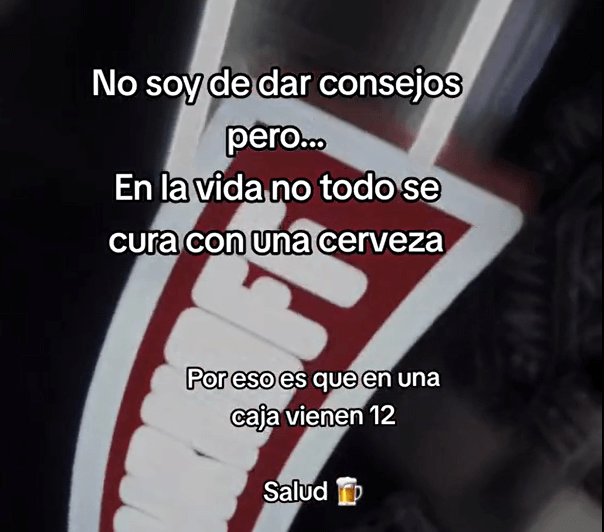 No soy de dar consejos
pero...
En la vida no todo se
cura con una cerveza
Por eso es que en una
caja vienen 12
Salud 🍺